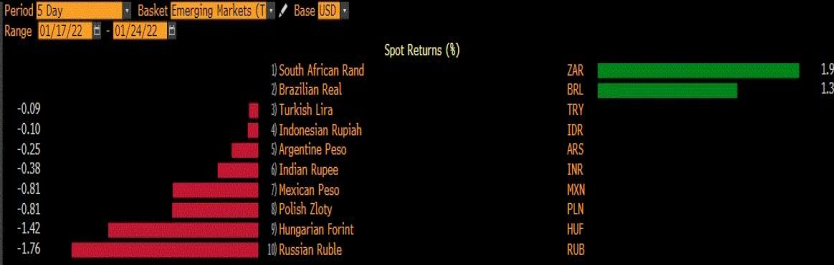 Period 5 Day Basket Emerging Markets (T Base USD
Range 01/17/22 - 01/24/22
Spot Returns (%)
1) South African Rand ZAR 1.9
2) Brazilian Real BRL 1.3
-0.09 3) Turkish Lira TRY
-0.10 4) Indonesian Rupiah IDR
-0.25 5) Argentine Peso ARS
-0.38 6) Indian Rupee INR
-0.81 7) Mexican Peso MXN
-0.81 8) Polish Zloty PLN
-1.42 9) Hungarian Forint HUF
-1.76 10) Russian Ruble RUB